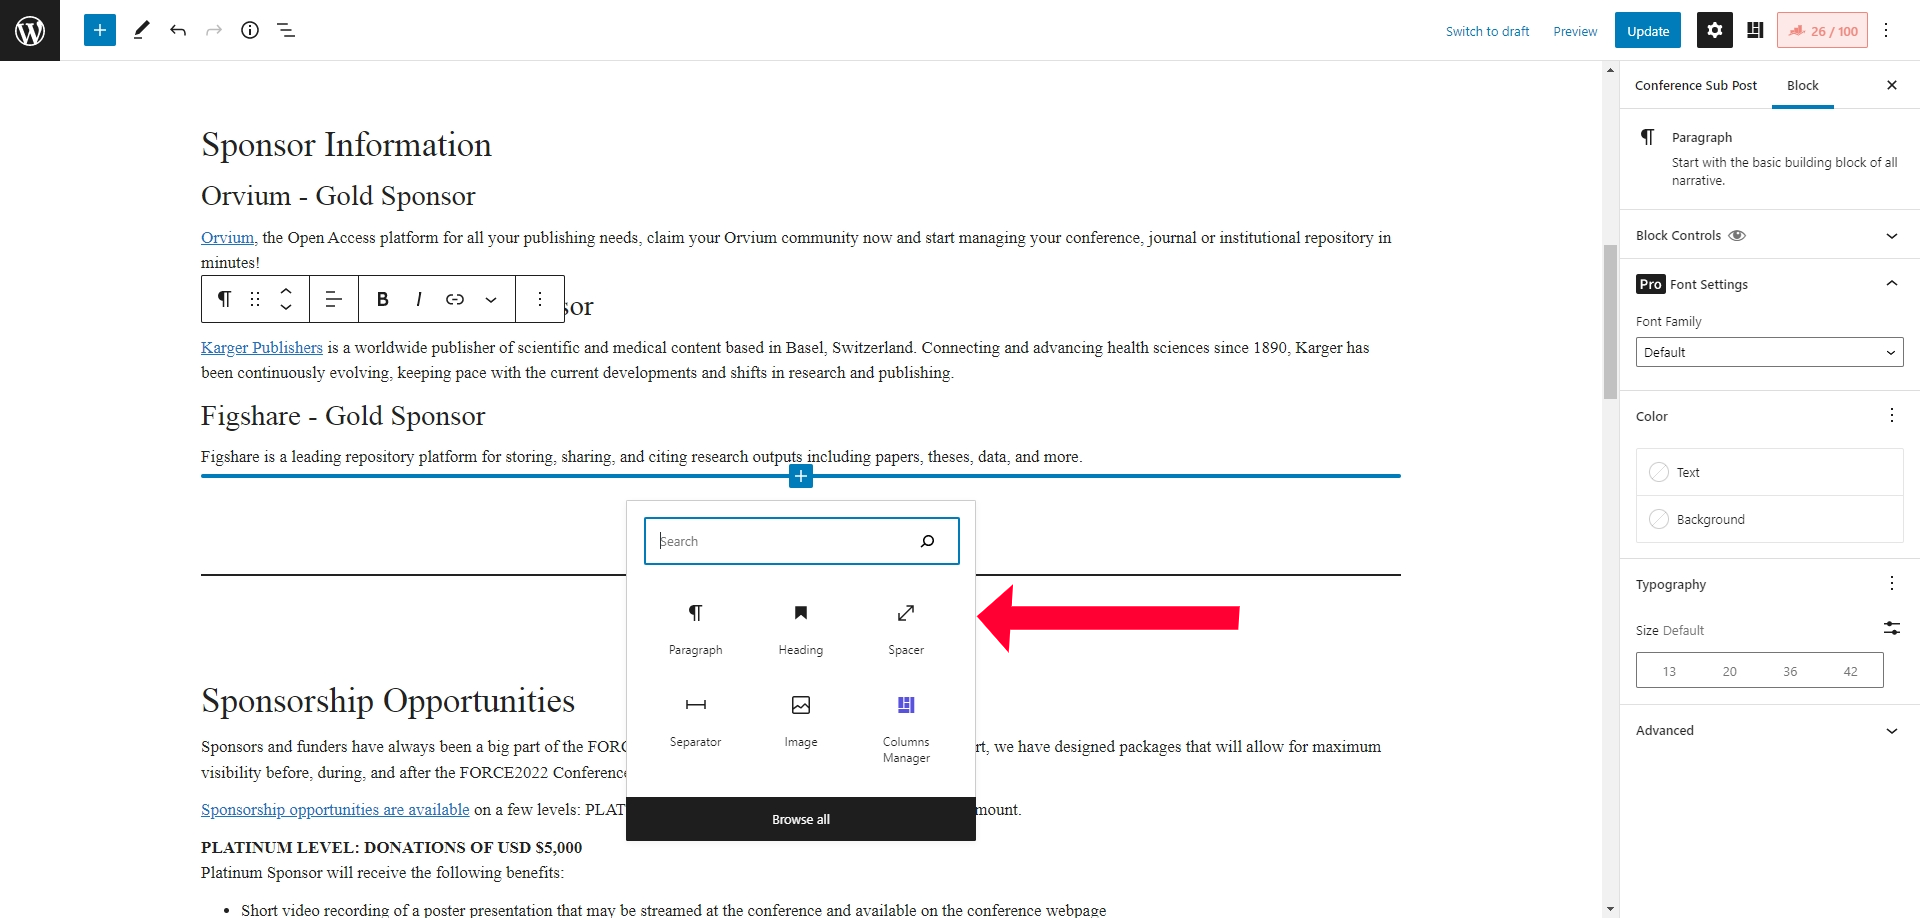 Switch to draft
Preview
Update
26 / 100
Sponsor Information
Orvium - Gold Sponsor
Orvium, the Open Access platform for all your publishing needs, claim your Orvium community now and start managing your conference, journal or institutional repository in
minutes!
B I
sor
Karger Publishers is a worldwide publisher of scientific and medical content based in Basel, Switzerland. Connecting and advancing health sciences since 1890, Karger has
been continuously evolving, keeping pace with the current developments and shifts in research and publishing.
Figshare - Gold Sponsor
Figshare is a leading repository platform for storing, sharing, and citing research outputs including papers, theses, data, and more.
Search
Paragraph
Heading
Spacer
Separator
Image
Columns
Manager
Browse all
Sponsorship Opportunities
Sponsors and funders have always been a big part of the FORC rt, we have designed packages that will allow for maximum
visibility before, during, and after the FORCE2022 Conference
Sponsorship opportunities are available on a few levels: PLAT mount.
PLATINUM LEVEL: DONATIONS OF USD $5,000
Platinum Sponsor will receive the following benefits:
• Short video recording of a poster presentation that may be streamed at the conference and available on the conference webpage
Conference Sub Post
Block
Paragraph
Start with the basic building block of all
narrative.
Block Controls
Pro Font Settings
Font Family
Default
Color
Text
Background
Typography
Size Default
13 20 36 42
Advanced